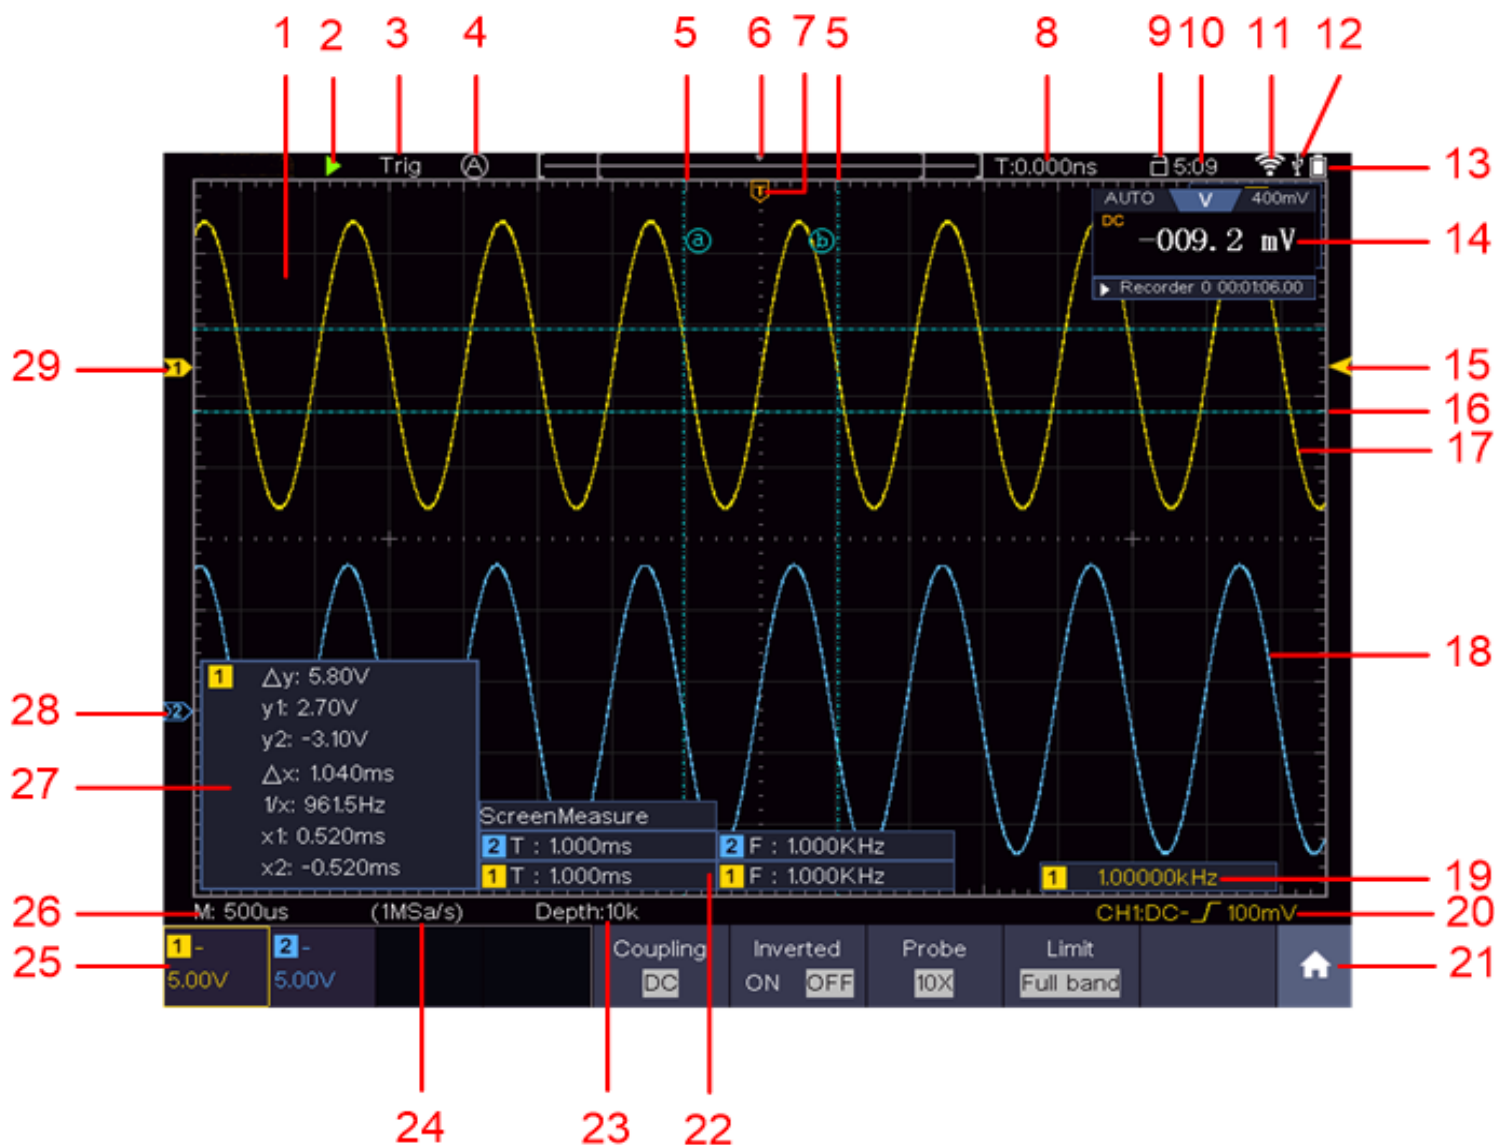 1 2 3 4 5 6 7 5 8 9 10 11 12
Trig A T:0.000ns 5:09
13
T
AUTO V 400mV
DC
-009.2 mV
14
a b
Recorder 0 00:01:06.00
29
1
15
16
17
18
1 △y: 5.80V
y1: 2.70V
28
2
y2: -3.10V
△x: 1.040ms
27
1/x: 961.5Hz
x1: 0.520ms
x2: -0.520ms
ScreenMeasure
2 T : 1.000ms 2 F : 1.000KHz
1 T : 1.000ms 1 F : 1.000KHz
1 1.00000kHz
19
26
M: 500us (1MSa/s) Depth:10k CH1:DC- 100mV
20
25
1 - 2 - Coupling Inverted Probe Limit
5.00V 5.00V DC ON OFF 10X Full band
21
24 23 22